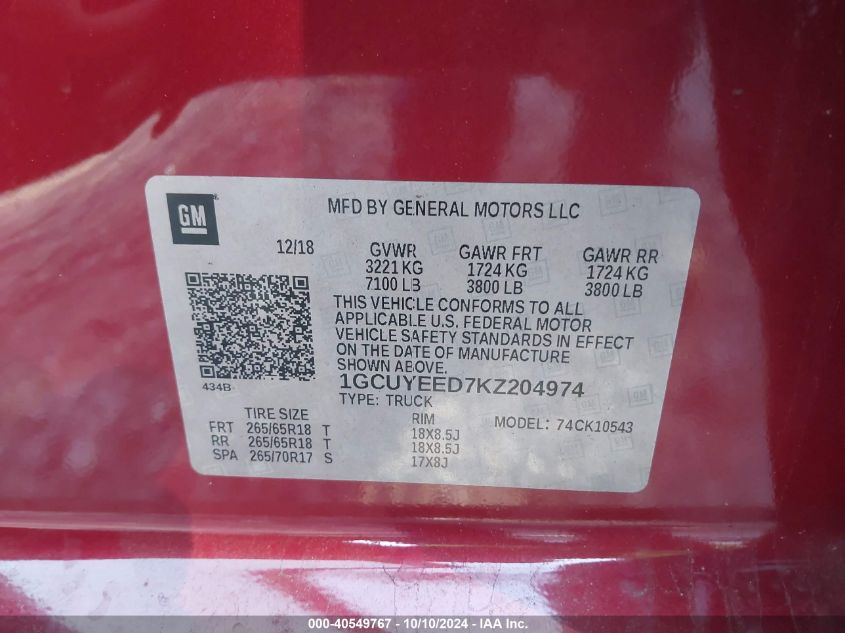 GM
MFD BY GENERAL MOTORS LLC
12/18 GVWR GAWR FRT GAWR RR
3221 KG 1724 KG 1724 KG
7100 LB 3800 LB 3800 LB
THIS VEHICLE CONFORMS TO ALL
APPLICABLE U.S. FEDERAL MOTOR
VEHICLE SAFETY STANDARDS IN EFFECT
ON THE DATE OF MANUFACTURE
SHOWN ABOVE.
434B 1GCUYEED7KZ204974
TYPE: TRUCK
TIRE SIZE RIM MODEL: 74CK10543
FRT 265/65R18 T 18X8.5J
RR 265/65R18 T 18X8.5J
SPA 265/70R17 S 17X8J
000-40549767 - 10/10/2024 - IAAI.